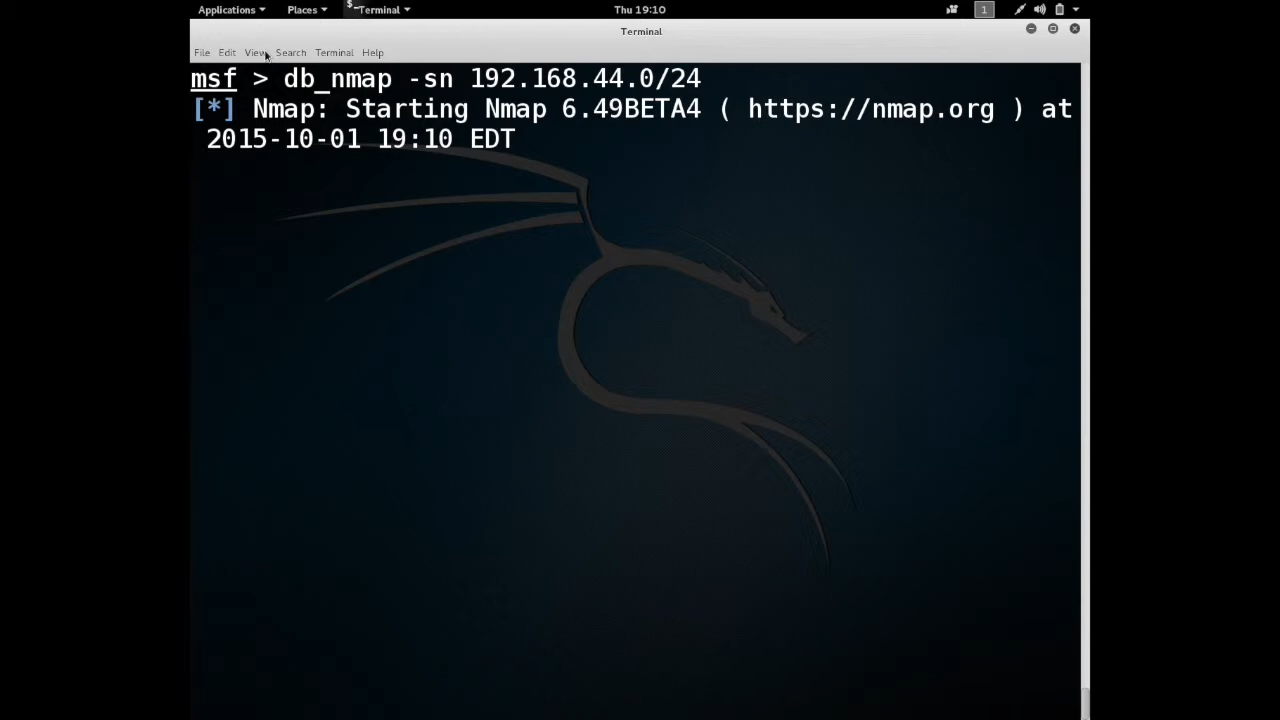 Applications Places Terminal Thu 19:10 1
Terminal
File Edit View Search Terminal Help
msf > db_nmap -sn 192.168.44.0/24
[*] Nmap: Starting Nmap 6.49BETA4 ( https://nmap.org ) at
2015-10-01 19:10 EDT